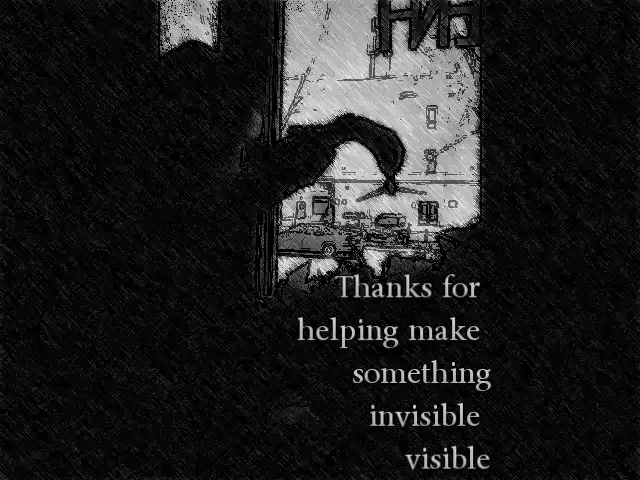 Thanks for
helping make
something
invisible
visible